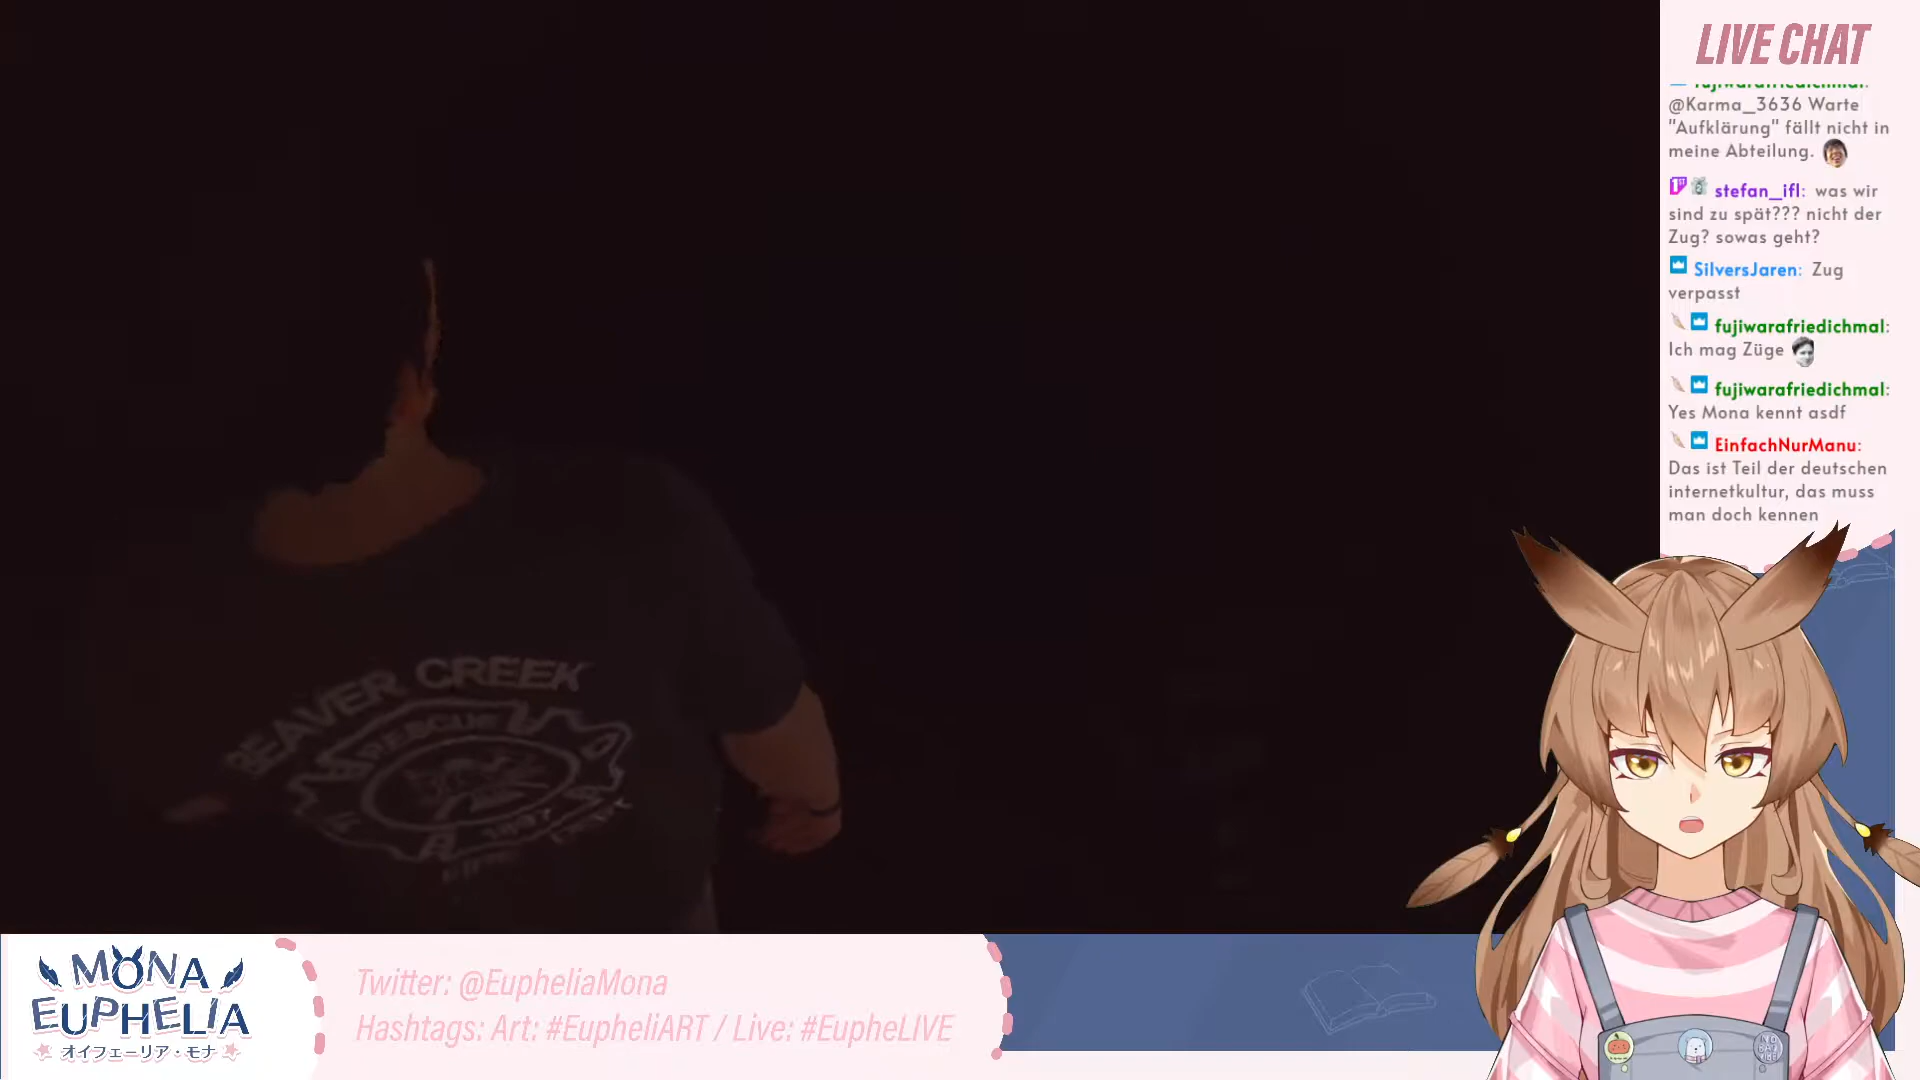 LIVE CHAT
fujiwarafriedichmal:
@Karma_3636 Warte
"Aufklärung" fällt nicht in
meine Abteilung.
stefan_ifl: was wir
sind zu spät??? nicht der
Zug? sowas geht?
SilversJaren: Zug
verpasst
fujiwarafriedichmal:
Ich mag Züge
fujiwarafriedichmal:
Yes Mona kennt asdf
EinfachNurManu:
Das ist Teil der deutschen
internetkultur, das muss
man doch kennen
BEAVER CREEK
RESCUE
1997
MONA
EUPHELIA
オイフェーリア・モナ
Twitter: @EupheliaMona
Hashtags: Art: #EupheliART / Live: #EupheLIVE